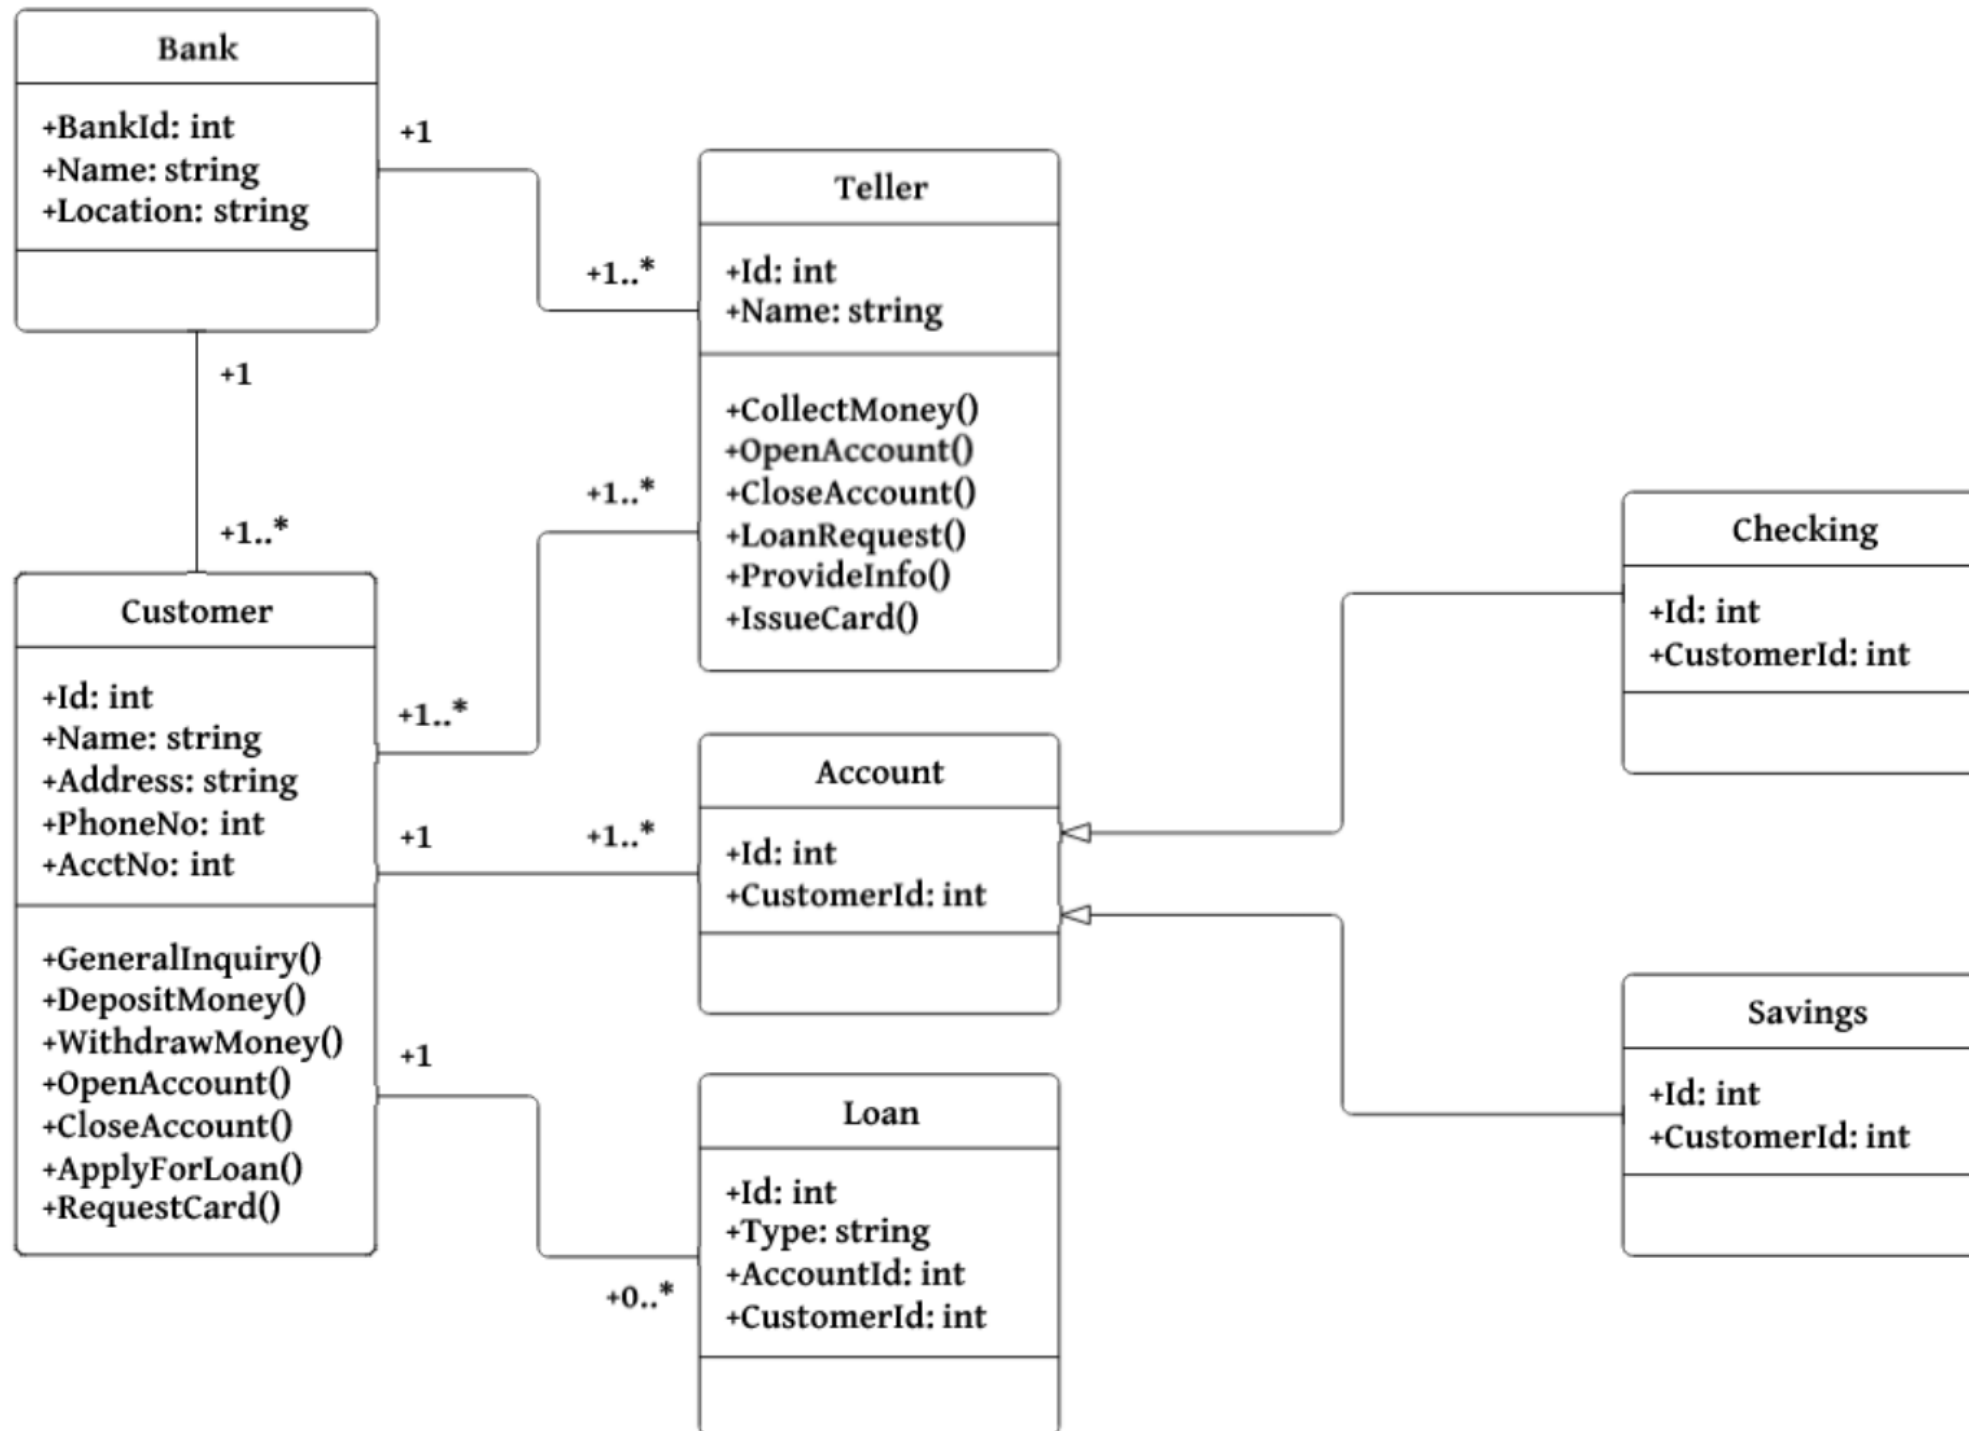 Bank
+BankId: int
+Name: string
+Location: string
+1
+1..*
+1
+1..*
Teller
+Id: int
+Name: string
+CollectMoney()
+OpenAccount()
+CloseAccount()
+LoanRequest()
+ProvideInfo()
+IssueCard()
Customer
+Id: int
+Name: string
+Address: string
+PhoneNo: int
+AcctNo: int
+GeneralInquiry()
+DepositMoney()
+WithdrawMoney()
+OpenAccount()
+CloseAccount()
+ApplyForLoan()
+RequestCard()
+1..*
+1..*
+1
+1..*
+1
+0..*
Account
+Id: int
+CustomerId: int
Loan
+Id: int
+Type: string
+AccountId: int
+CustomerId: int
Checking
+Id: int
+CustomerId: int
Savings
+Id: int
+CustomerId: int